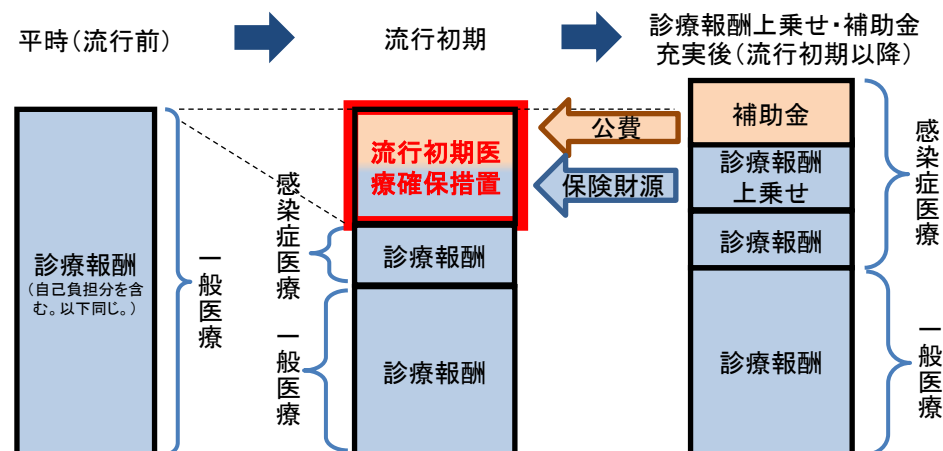 平時(流行前)
流行初期
診療報酬上乗せ・補助金
充実後(流行初期以降)
診療報酬
(自己負担分を含
む。以下同じ。)
一般医療
流行初期医
療確保措置
感染症医療
診療報酬
一般医療
診療報酬
公費
保険財源
補助金
診療報酬
上乗せ
診療報酬
感染症医療
診療報酬
一般医療